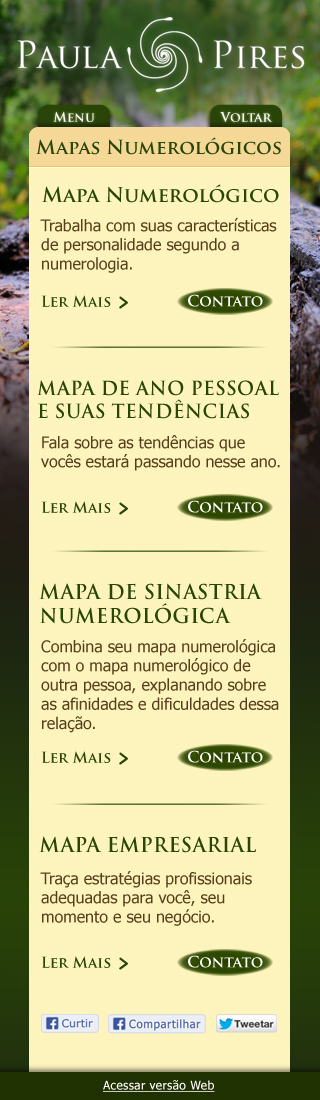 Paula Pires
Menu
Voltar
Mapas Numerológicos
Mapa Numerológico
Trabalha com suas características
de personalidade segundo a
numerologia.
Ler Mais >
Contato
MAPA DE ANO PESSOAL
E SUAS TENDÊNCIAS
Fala sobre as tendências que
vocês estará passando nesse ano.
Ler Mais >
Contato
MAPA DE SINASTRIA
NUMEROLÓGICA
Combina seu mapa numerológica
com o mapa numerológico de
outra pessoa, explanando sobre
as afinidades e dificuldades dessa
relação.
Ler Mais >
Contato
MAPA EMPRESARIAL
Traça estratégias profissionais
adequadas para você, seu
momento e seu negócio.
Ler Mais >
Contato
Curtir
Compartilhar
Tweetar
Acessar versão Web